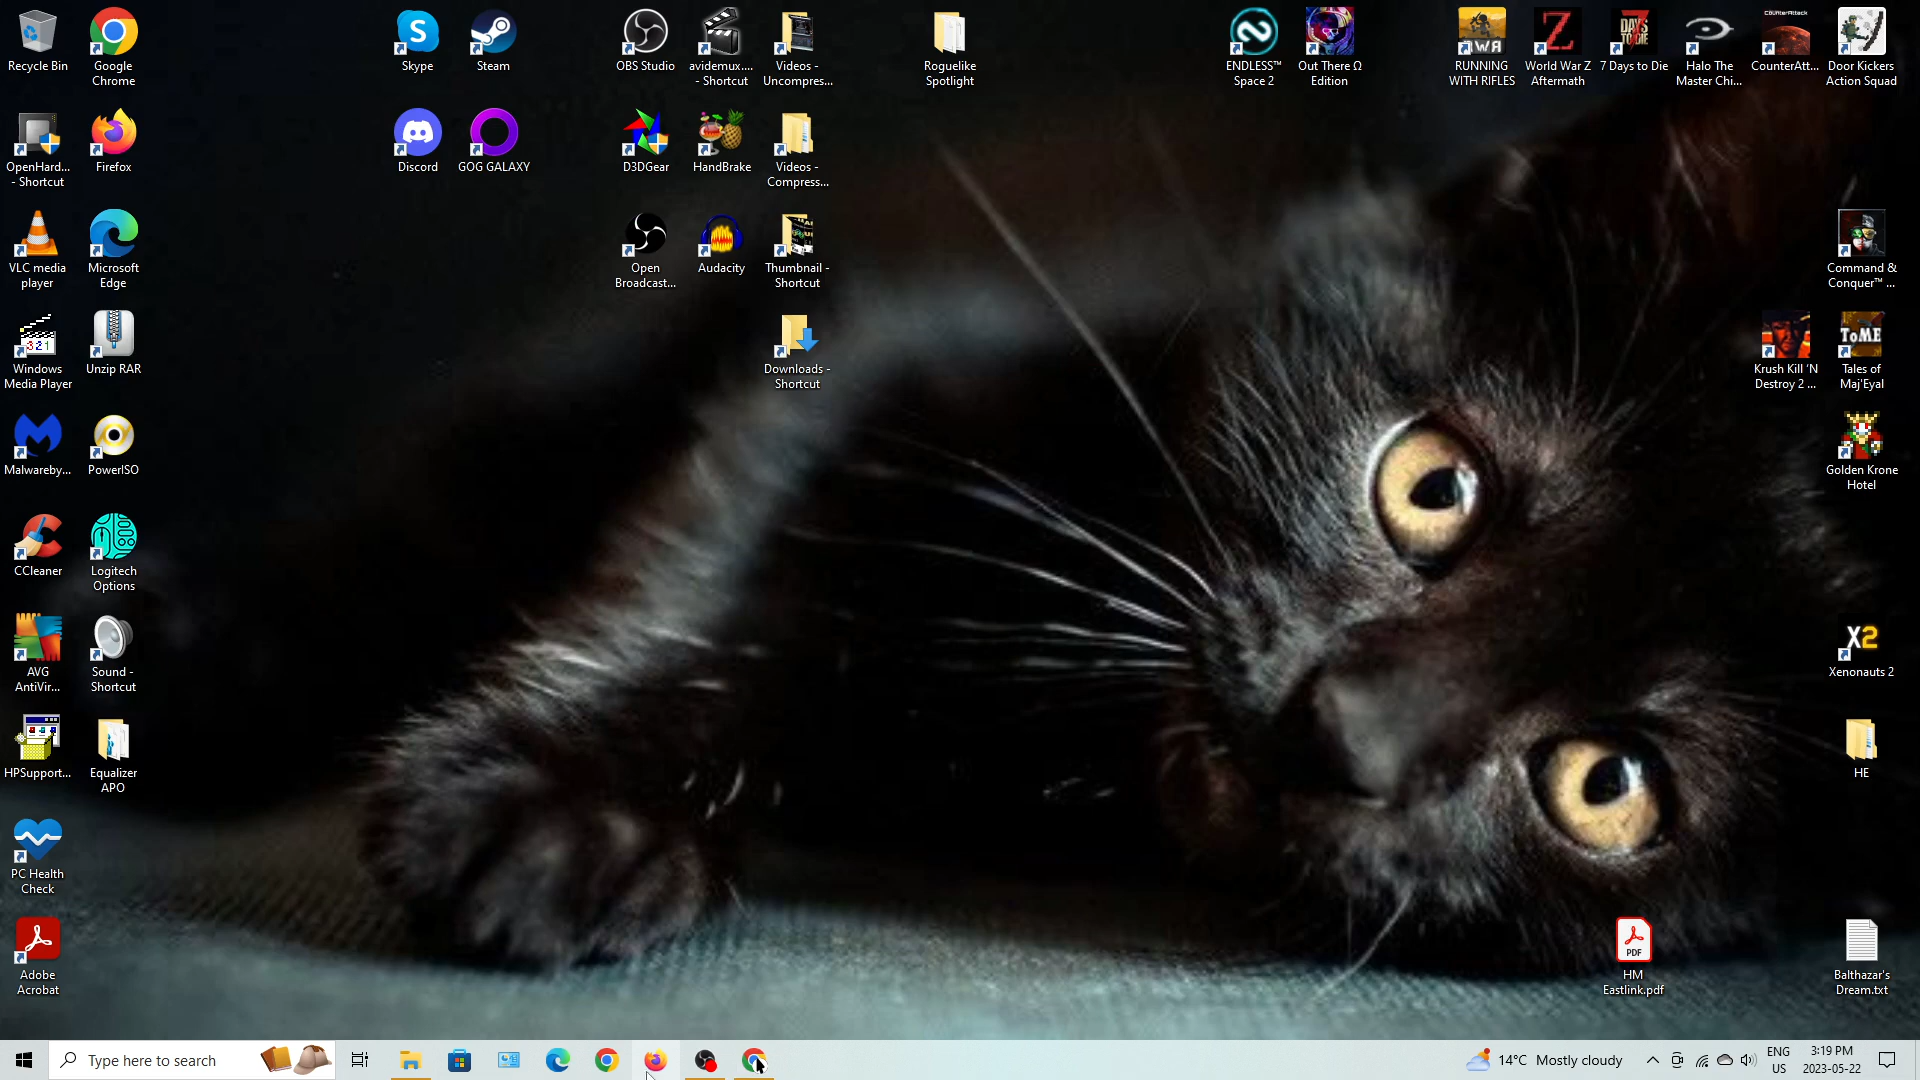 Recycle Bin
Google
Chrome
Skype
Steam
OBS Studio
avidemux....
- Shortcut
Videos -
Uncompres...
Roguelike
Spotlight
ENDLESS™
Space 2
Out There Ω
Edition
RUNNING
WITH RIFLES
World War Z
Aftermath
7 Days to Die
Halo The
Master Chi...
CounterAtt...
Door Kickers
Action Squad
OpenHard...
- Shortcut
Firefox
Discord
GOG GALAXY
D3DGear
HandBrake
Videos -
Compress...
VLC media
player
Microsoft
Edge
Open
Broadcast...
Audacity
Thumbnail -
Shortcut
Command &
Conquer™ ...
Windows
Media Player
Unzip RAR
Downloads -
Shortcut
Krush Kill 'N
Destroy 2 ...
ToME
Tales of
Maj'Eyal
Malwareby...
PowerISO
Golden Krone
Hotel
CCleaner
Logitech
Options
AVG
AntiVir...
Sound -
Shortcut
X2
Xenonauts 2
HPSupport...
Equalizer
APO
HE
PC Health
Check
Adobe
Acrobat
PDF
HM
Eastlink.pdf
Balthazar's
Dream.txt
Type here to search
14°C Mostly cloudy
ENG
US
3:19 PM
2023-05-22